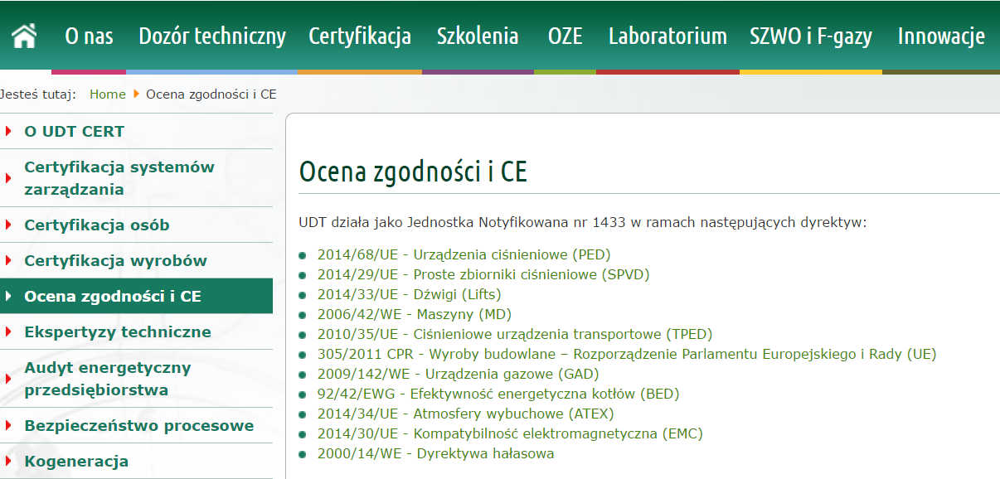 O nas Dozór techniczny Certyfikacja Szkolenia OZE Laboratorium SZWO i F-gazy Innowacje
Jesteś tutaj: Home Ocena zgodności i CE
O UDT CERT
Certyfikacja systemów
zarządzania
Certyfikacja osób
Certyfikacja wyrobów
Ocena zgodności i CE
Ekspertyzy techniczne
Audyt energetyczny
przedsiębiorstwa
Bezpieczeństwo procesowe
Kogeneracja
Ocena zgodności i CE
UDT działa jako Jednostka Notyfikowana nr 1433 w ramach następujących dyrektyw:
2014/68/UE - Urządzenia ciśnieniowe (PED)
2014/29/UE - Proste zbiorniki ciśnieniowe (SPVD)
2014/33/UE - Dźwigi (Lifts)
2006/42/WE - Maszyny (MD)
2010/35/UE - Ciśnieniowe urządzenia transportowe (TPED)
305/2011 CPR - Wyroby budowlane – Rozporządzenie Parlamentu Europejskiego i Rady (UE)
2009/142/WE - Urządzenia gazowe (GAD)
92/42/EWG - Efektywność energetyczna kotłów (BED)
2014/34/UE - Atmosfery wybuchowe (ATEX)
2014/30/UE - Kompatybilność elektromagnetyczna (EMC)
2000/14/WE - Dyrektywa hałasowa